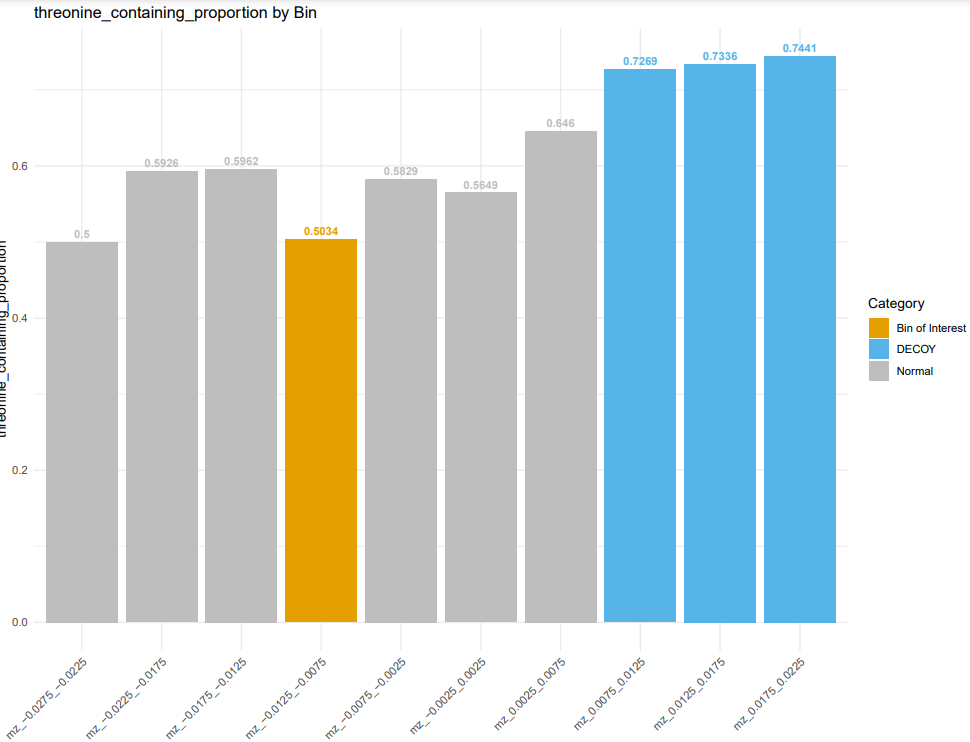 threonine_containing_proportion by Bin
threonine_containing_proportion
0.6
0.4
0.2
0.0
0.5
0.5926
0.5962
0.5034
0.5829
0.5649
0.646
0.7269
0.7336
0.7441
mz_−0.0275_−0.0225
mz_−0.0225_−0.0175
mz_−0.0175_−0.0125
mz_−0.0125_−0.0075
mz_−0.0075_−0.0025
mz_−0.0025_0.0025
mz_0.0025_0.0075
mz_0.0075_0.0125
mz_0.0125_0.0175
mz_0.0175_0.0225
Category
Bin of Interest
DECOY
Normal